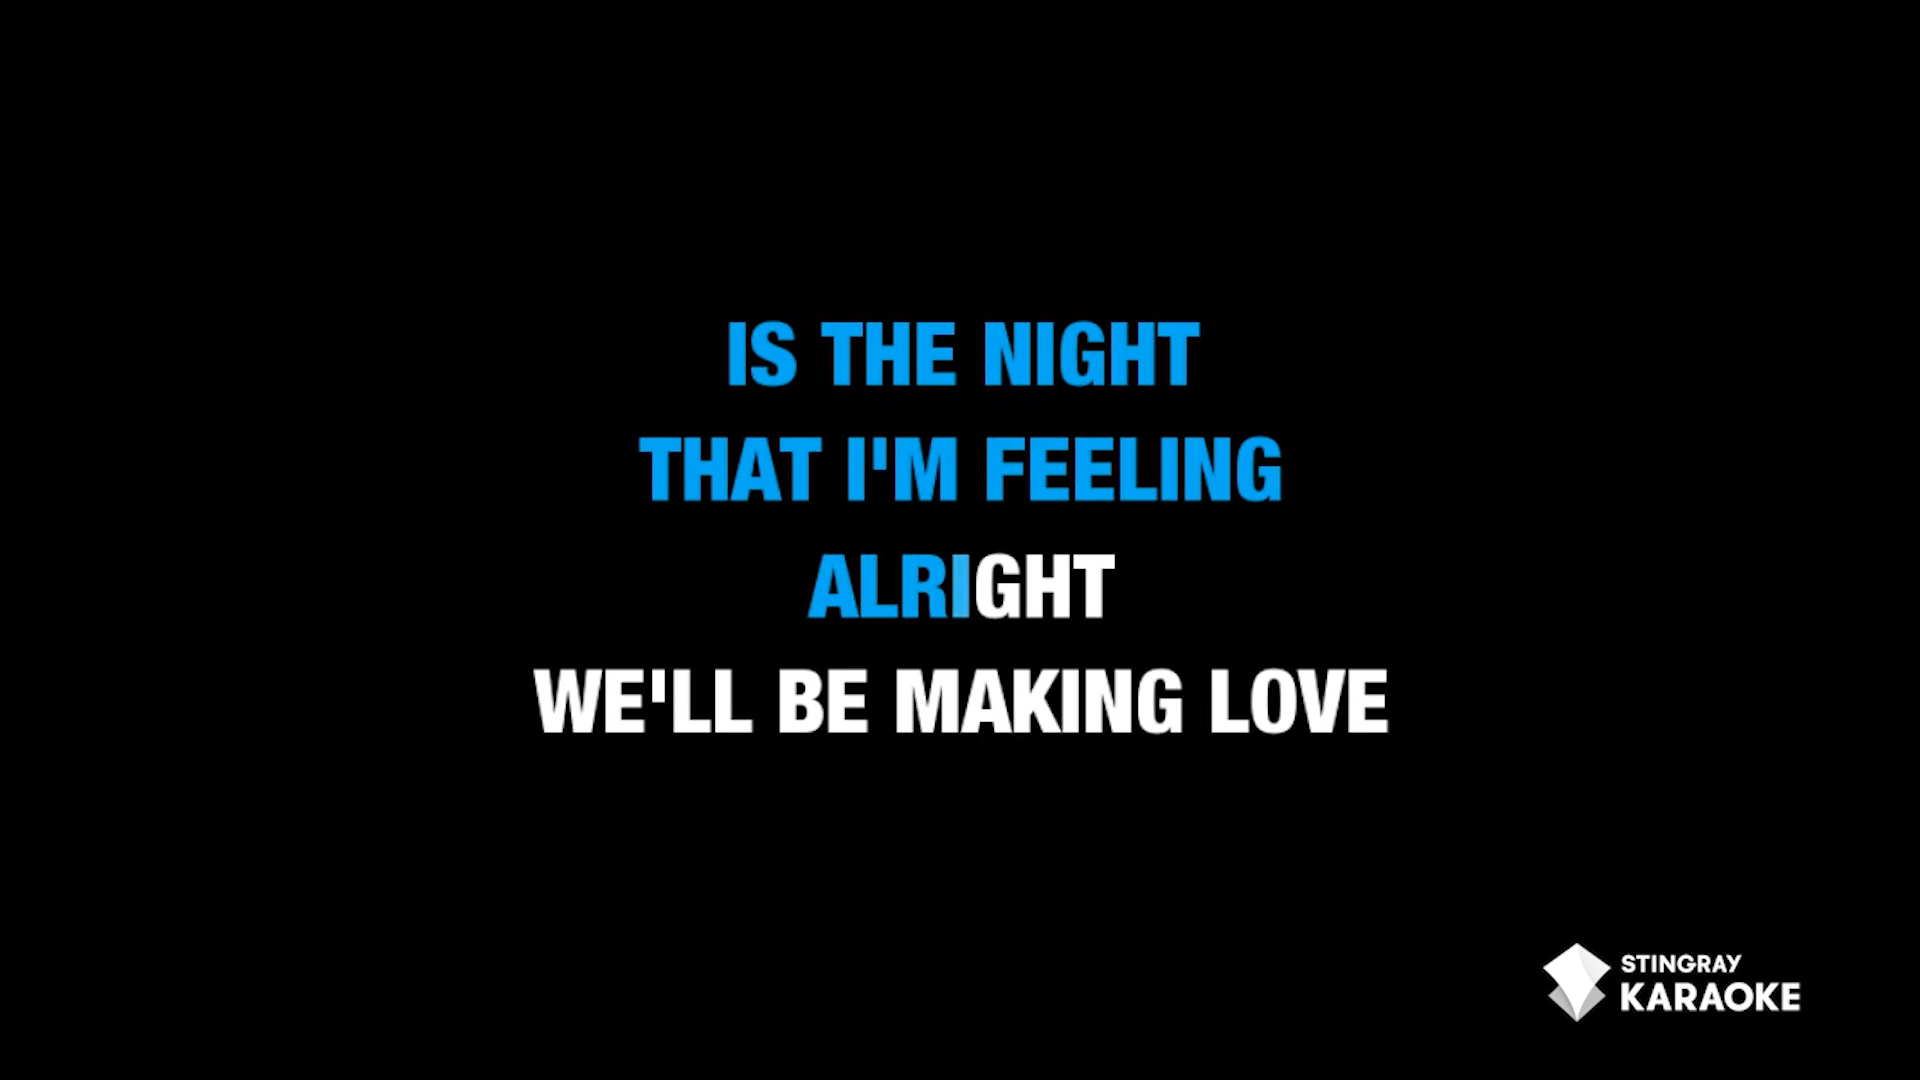 IS THE NIGHT
THAT I'M FEELING
ALRIGHT
WE'LL BE MAKING LOVE
STINGRAY
KARAOKE